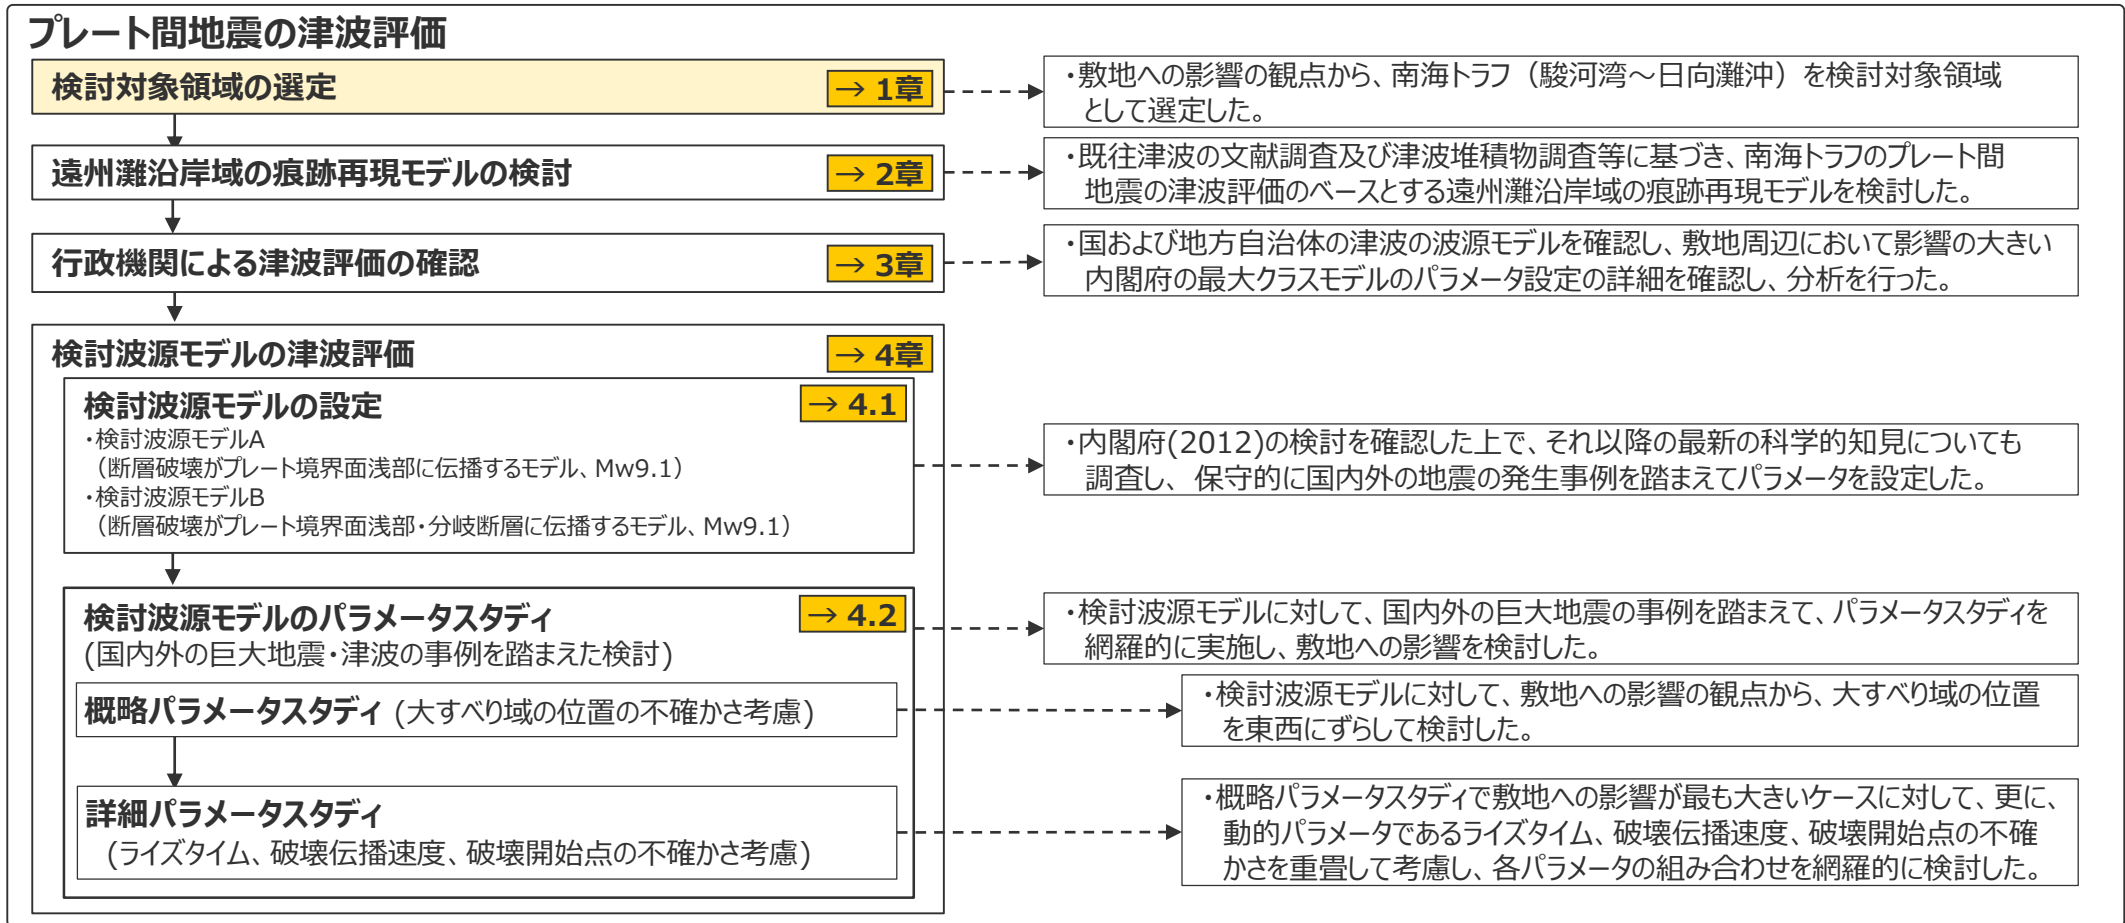 プレート間地震の津波評価
検討対象領域の選定
→ 1章
・敷地への影響の観点から、南海トラフ（駿河湾～日向灘沖）を検討対象領域
として選定した。
遠州灘沿岸域の痕跡再現モデルの検討
→ 2章
・既往津波の文献調査及び津波堆積物調査等に基づき、南海トラフのプレート間
地震の津波評価のベースとする遠州灘沿岸域の痕跡再現モデルを検討した。
行政機関による津波評価の確認
→ 3章
・国および地方自治体の津波の波源モデルを確認し、敷地周辺において影響の大きい
内閣府の最大クラスモデルのパラメータ設定の詳細を確認し、分析を行った。
検討波源モデルの津波評価
→ 4章
検討波源モデルの設定
→ 4.1
・検討波源モデルA
（断層破壊がプレート境界面浅部に伝播するモデル、Mw9.1）
・検討波源モデルB
（断層破壊がプレート境界面浅部・分岐断層に伝播するモデル、Mw9.1）
・内閣府(2012)の検討を確認した上で、それ以降の最新の科学的知見についても
調査し、保守的に国内外の地震の発生事例を踏まえてパラメータを設定した。
検討波源モデルのパラメータスタディ
→ 4.2
(国内外の巨大地震・津波の事例を踏まえた検討)
・検討波源モデルに対して、国内外の巨大地震の事例を踏まえて、パラメータスタディを
網羅的に実施し、敷地への影響を検討した。
概略パラメータスタディ (大すべり域の位置の不確かさ考慮)
・検討波源モデルに対して、敷地への影響の観点から、大すべり域の位置
を東西にずらして検討した。
詳細パラメータスタディ
(ライズタイム、破壊伝播速度、破壊開始点の不確かさ考慮)
・概略パラメータスタディで敷地への影響が最も大きいケースに対して、更に、
動的パラメータであるライズタイム、破壊伝播速度、破壊開始点の不確
かさを重畳して考慮し、各パラメータの組み合わせを網羅的に検討した。